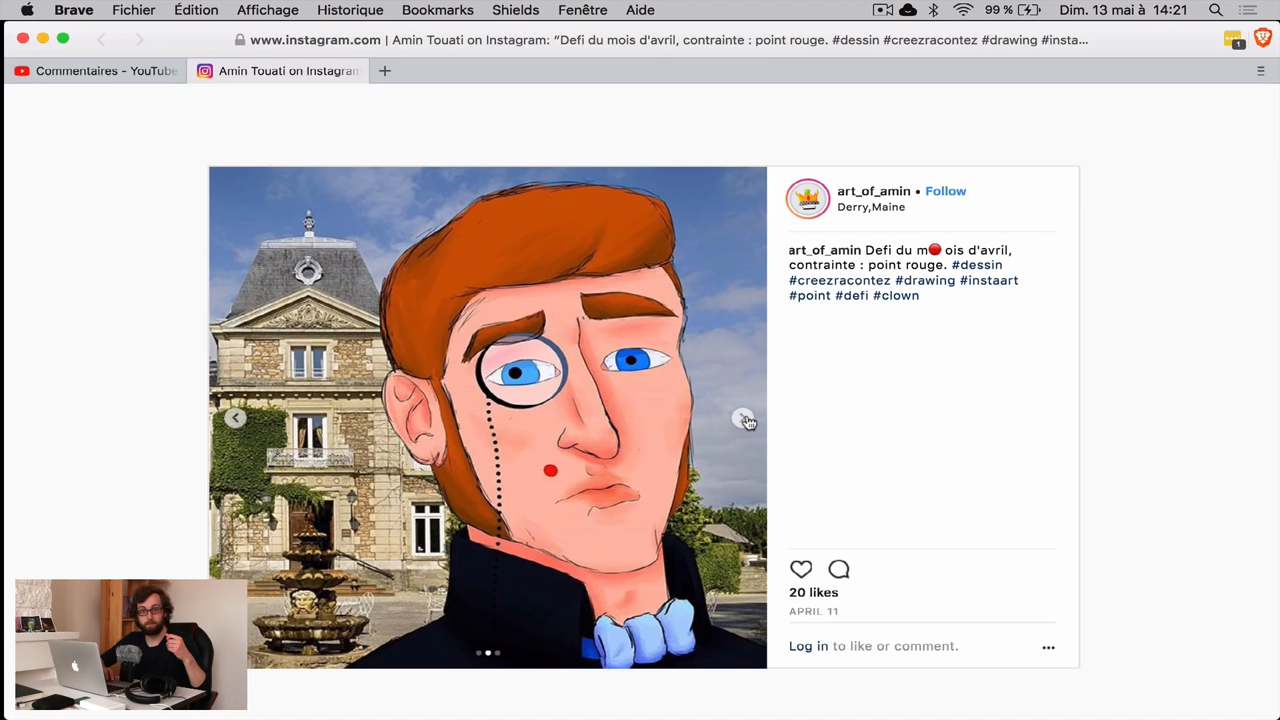 Brave Fichier Édition Affichage Historique Bookmarks Shields Fenêtre Aide 99 % Dim. 13 mai à 14:21
www.instagram.com | Amin Touati on Instagram: “Defi du mois d'avril, contrainte : point rouge. #dessin #creezracontez #drawing #insta...
1
Commentaires - YouTube Amin Touati on Instagram
art_of_amin • Follow
Derry,Maine
art_of_amin Defi du m🔴 ois d'avril,
contrainte : point rouge. #dessin
#creezracontez #drawing #instaart
#point #defi #clown
20 likes
APRIL 11
Log in to like or comment.